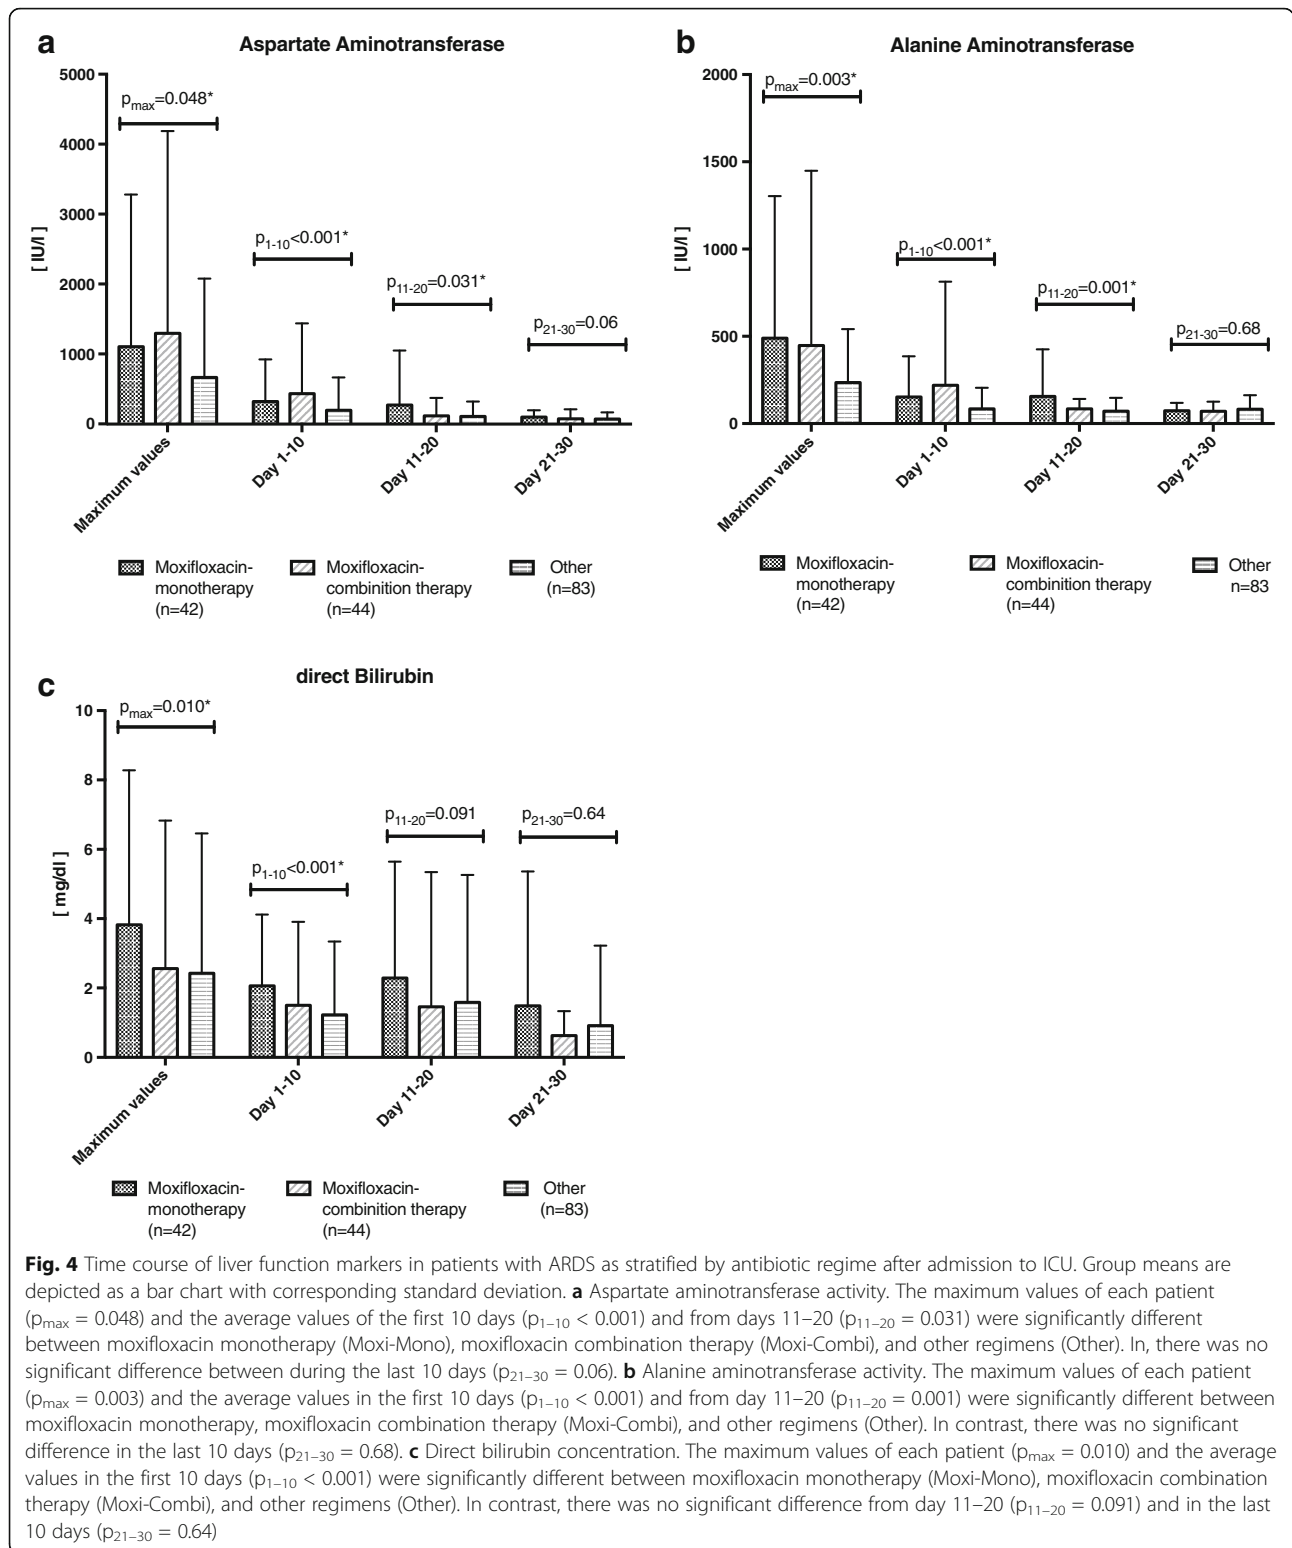 a
Aspartate Aminotransferase
5000
4000
3000
2000
1000
0
[ IU/l ]
pmax=0.048*
p1-10<0.001*
p11-20=0.031*
p21-30=0.06
Maximum values
Day 1-10
Day 11-20
Day 21-30
Moxifloxacin-
monotherapy
(n=42)
Moxifloxacin-
combinition therapy
(n=44)
Other
(n=83)
b
Alanine Aminotransferase
2000
1500
1000
500
0
[ IU/l ]
pmax=0.003*
p1-10<0.001*
p11-20=0.001*
p21-30=0.68
Maximum values
Day 1-10
Day 11-20
Day 21-30
Moxifloxacin-
monotherapy
(n=42)
Moxifloxacin-
combinition therapy
(n=44)
Other
n=83
c
direct Bilirubin
10
8
6
4
2
0
[ mg/dl ]
pmax=0.010*
p1-10<0.001*
p11-20=0.091
p21-30=0.64
Maximum values
Day 1-10
Day 11-20
Day 21-30
Moxifloxacin-
monotherapy
(n=42)
Moxifloxacin-
combinition therapy
(n=44)
Other
(n=83)
Fig. 4 Time course of liver function markers in patients with ARDS as stratified by antibiotic regime after admission to ICU. Group means are
depicted as a bar chart with corresponding standard deviation. a Aspartate aminotransferase activity. The maximum values of each patient
(pmax = 0.048) and the average values of the first 10 days (p1–10 < 0.001) and from days 11–20 (p11–20 = 0.031) were significantly different
between moxifloxacin monotherapy (Moxi-Mono), moxifloxacin combination therapy (Moxi-Combi), and other regimens (Other). In, there was no
significant difference between during the last 10 days (p21–30 = 0.06). b Alanine aminotransferase activity. The maximum values of each patient
(pmax = 0.003) and the average values in the first 10 days (p1–10 < 0.001) and from day 11–20 (p11–20 = 0.001) were significantly different between
moxifloxacin monotherapy, moxifloxacin combination therapy (Moxi-Combi), and other regimens (Other). In contrast, there was no significant
difference in the last 10 days (p21–30 = 0.68). c Direct bilirubin concentration. The maximum values of each patient (pmax = 0.010) and the average
values in the first 10 days (p1–10 < 0.001) were significantly different between moxifloxacin monotherapy (Moxi-Mono), moxifloxacin combination
therapy (Moxi-Combi), and other regimens (Other). In contrast, there was no significant difference from day 11–20 (p11–20 = 0.091) and in the last
10 days (p21–30 = 0.64)